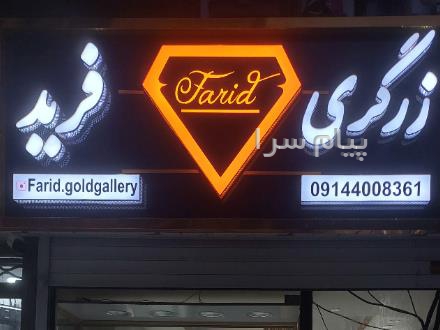 زرگری
Farid
فرید
پیام سرا
Farid.goldgallery
09144008361